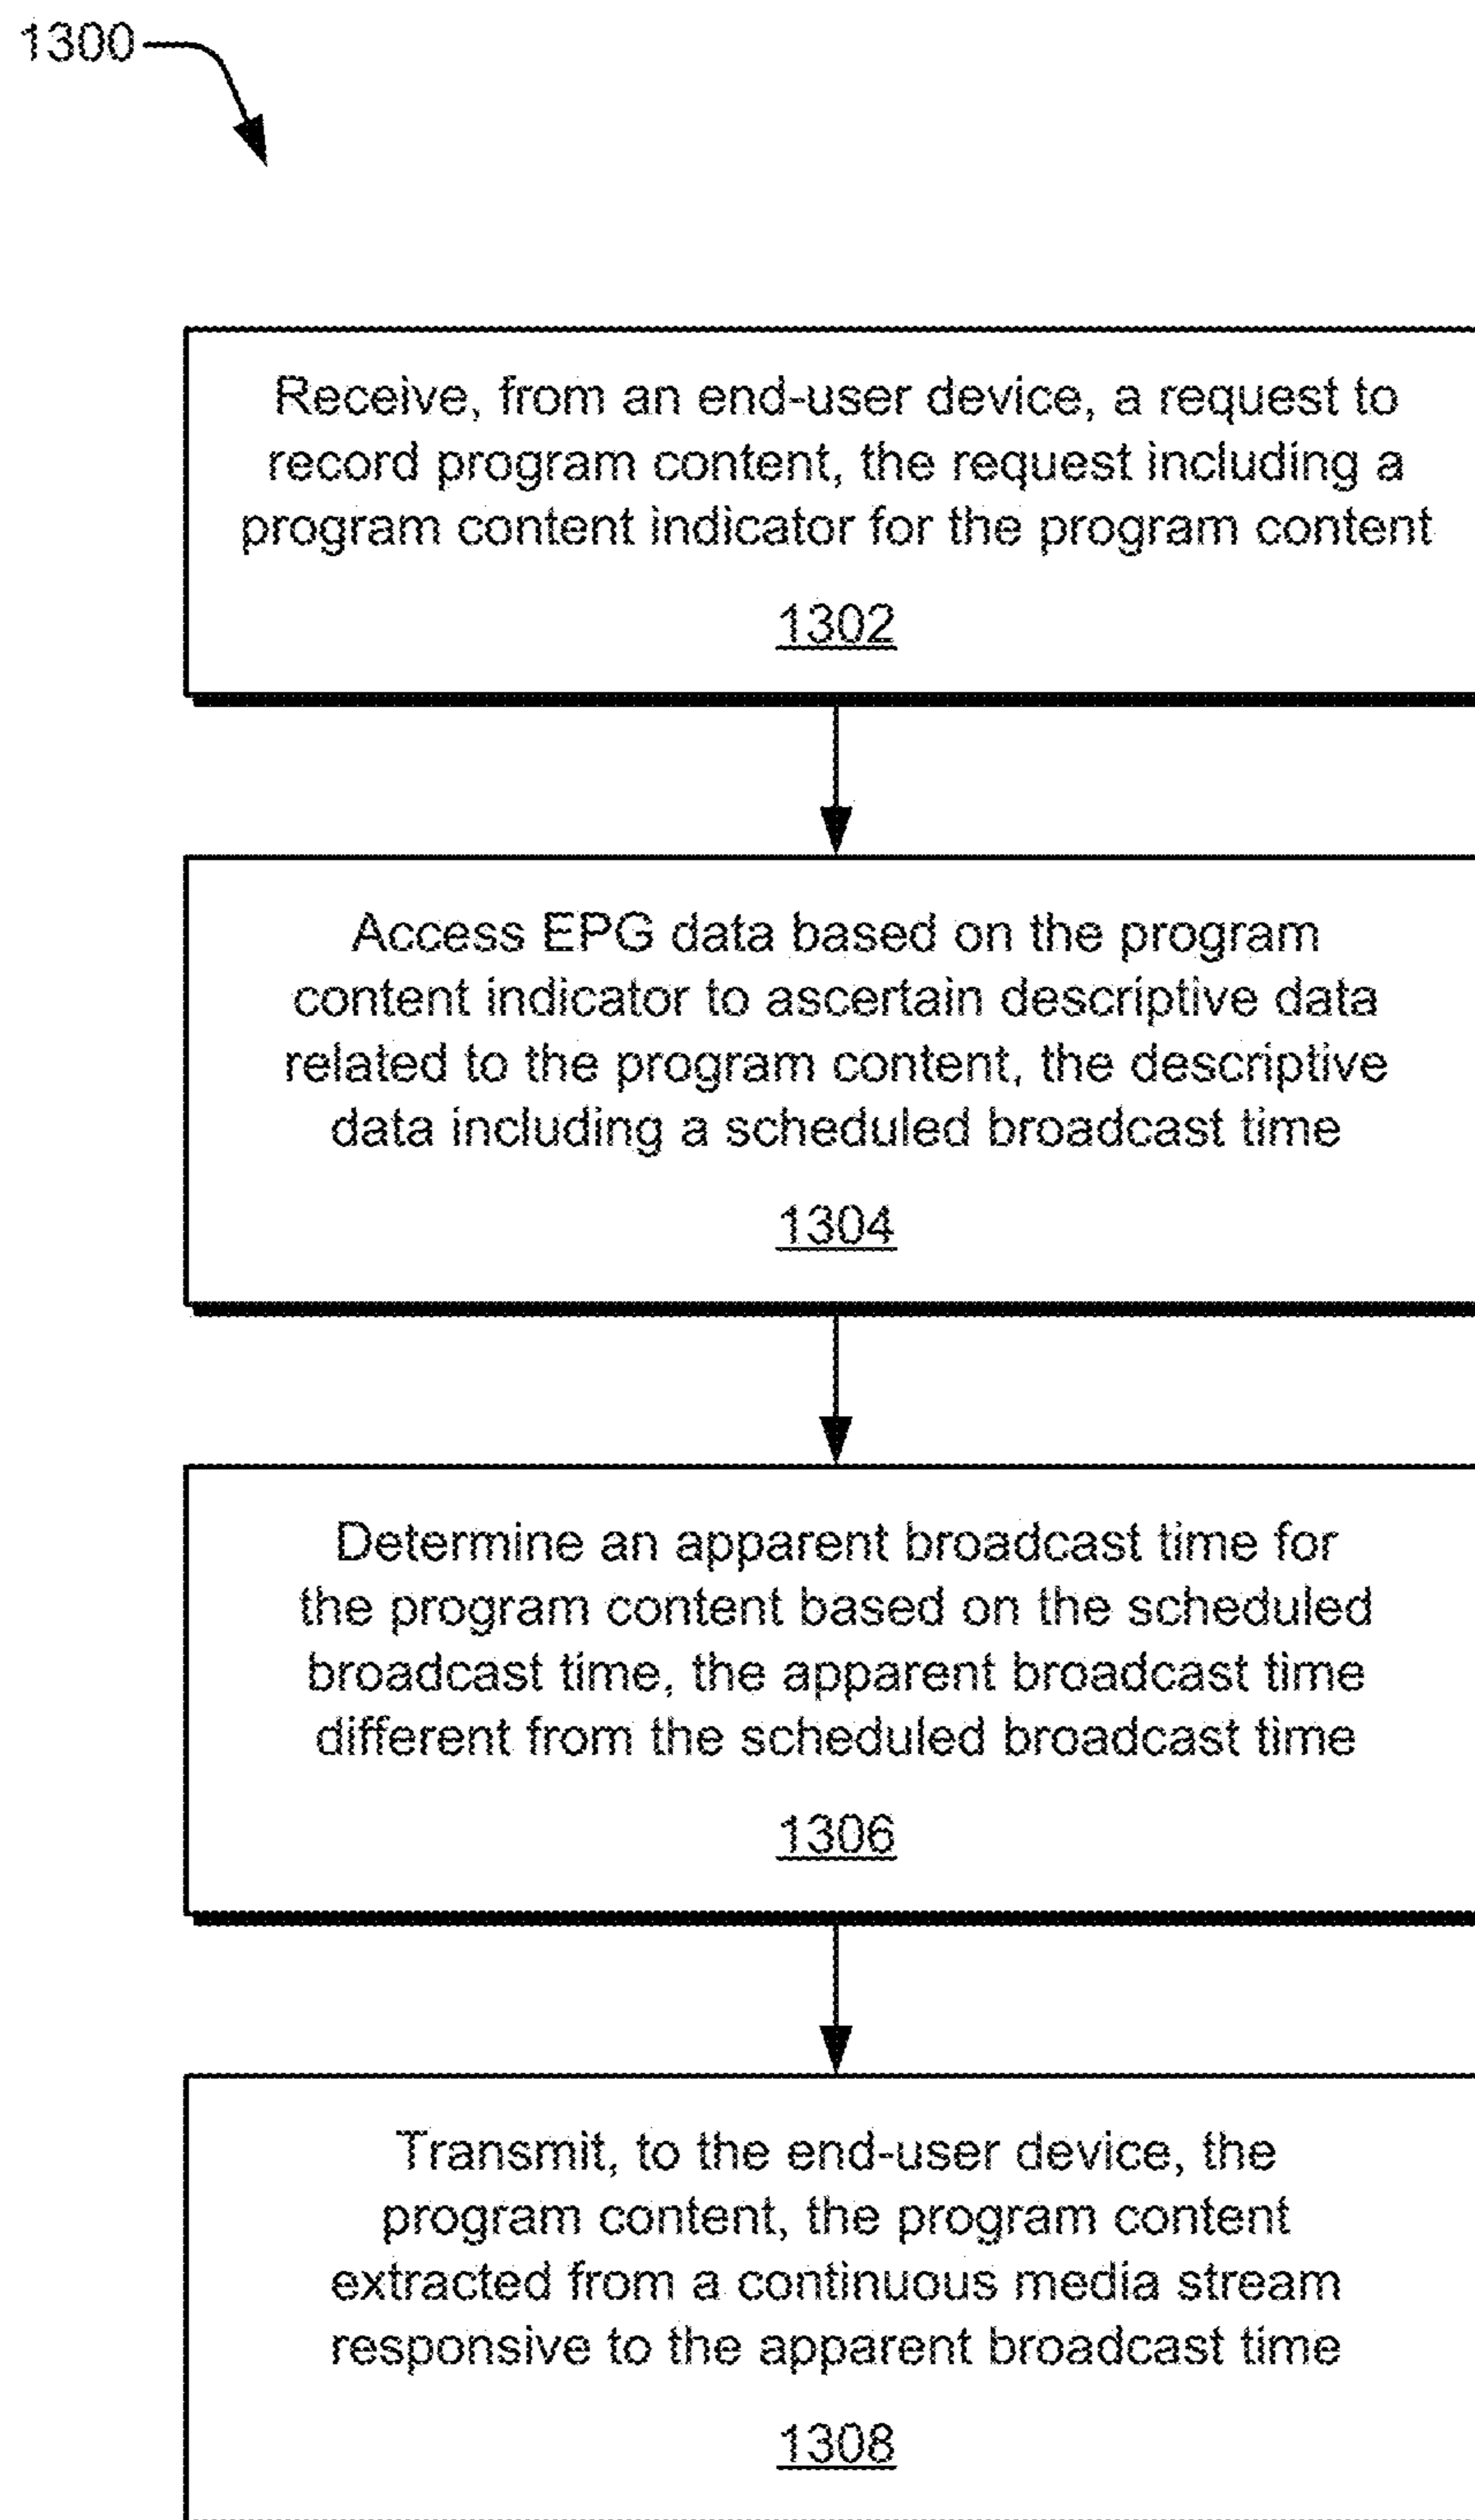 1300
Receive, from an end-user device, a request to
record program content, the request including a
program content indicator for the program content
1302
Access EPG data based on the program
content indicator to ascertain descriptive data
related to the program content, the descriptive
data including a scheduled broadcast time
1304
Determine an apparent broadcast time for
the program content based on the scheduled
broadcast time, the apparent broadcast time
different from the scheduled broadcast time
1306
Transmit, to the end-user device, the
program content, the program content
extracted from a continuous media stream
responsive to the apparent broadcast time
1308